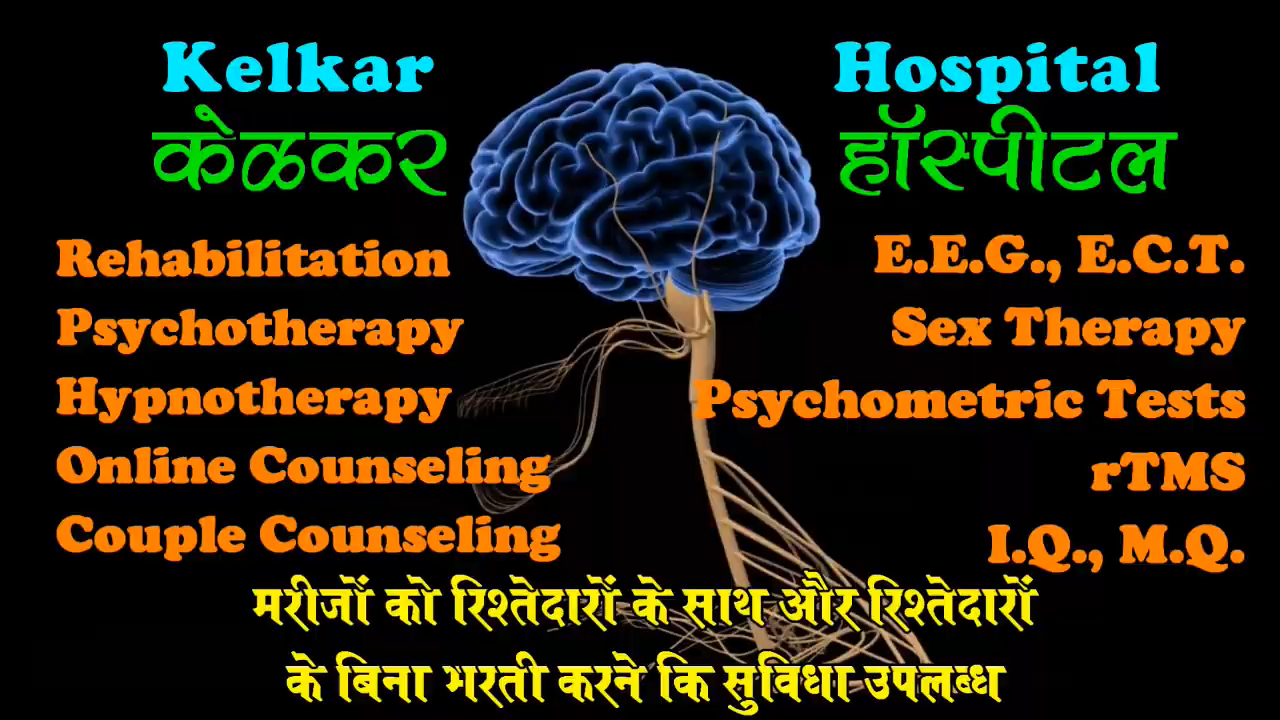 Kelkar Hospital
केळकर हॉस्पीटल
Rehabilitation
Psychotherapy
Hypnotherapy
Online Counseling
Couple Counseling
E.E.G., E.C.T.
Sex Therapy
Psychometric Tests
rTMS
I.Q., M.Q.
मरीजों को रिश्तेदारों के साथ और रिश्तेदारों
के बिना भरती करने कि सुविधा उपलब्ध